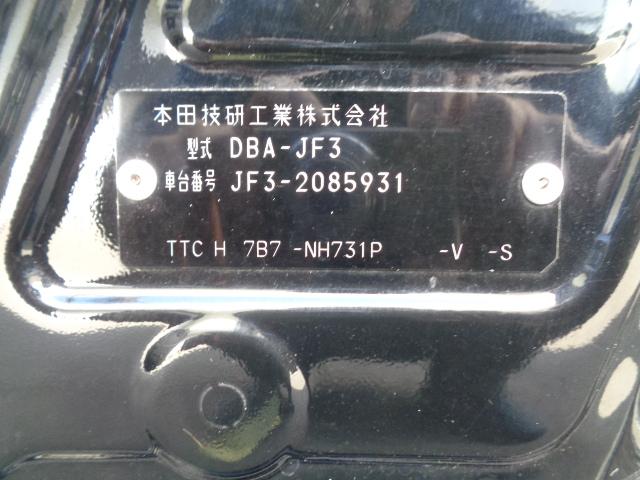 本田技研工業株式会社
型式 DBA-JF3
車台番号 JF3-2085931
TTC H 7B7 -NH731P -V -S